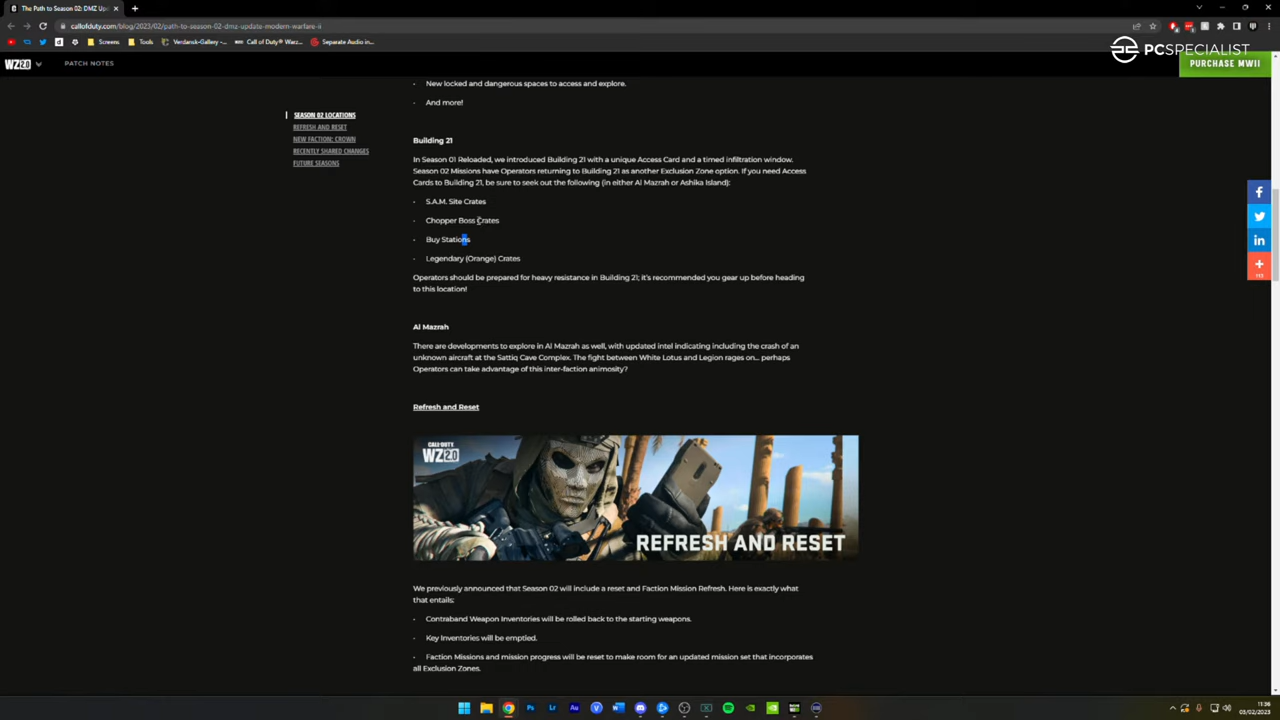 The Path to Season 02: DMZ Upd
callofduty.com/blog/2023/02/path-to-season-02-dmz-update-modern-warfare-ii
Screens
Tools
Verdansk-Gallery -...
Call of Duty® Warz...
Separate Audio in...
PCSPECIALIST
WZ2.0
PATCH NOTES
PURCHASE MWII
New locked and dangerous spaces to access and explore.
And more!
SEASON 02 LOCATIONS
REFRESH AND RESET
NEW FACTION: CROWN
RECENTLY SHARED CHANGES
FUTURE SEASONS
Building 21
In Season 01 Reloaded, we introduced Building 21 with a unique Access Card and a timed infiltration window.
Season 02 Missions have Operators returning to Building 21 as another Exclusion Zone option. If you need Access
Cards to Building 21, be sure to seek out the following (in either Al Mazrah or Ashika Island):
S.A.M. Site Crates
Chopper Boss Crates
Buy Stations
Legendary (Orange) Crates
Operators should be prepared for heavy resistance in Building 21; it's recommended you gear up before heading
to this location!
Al Mazrah
There are developments to explore in Al Mazrah as well, with updated intel indicating including the crash of an
unknown aircraft at the Sattiq Cave Complex. The fight between White Lotus and Legion rages on... perhaps
Operators can take advantage of this inter-faction animosity?
Refresh and Reset
CALL OF DUTY
WZ2.0
REFRESH AND RESET
We previously announced that Season 02 will include a reset and Faction Mission Refresh. Here is exactly what
that entails:
Contraband Weapon Inventories will be rolled back to the starting weapons.
Key Inventories will be emptied.
Faction Missions and mission progress will be reset to make room for an updated mission set that incorporates
all Exclusion Zones.
11:36
05/02/2023